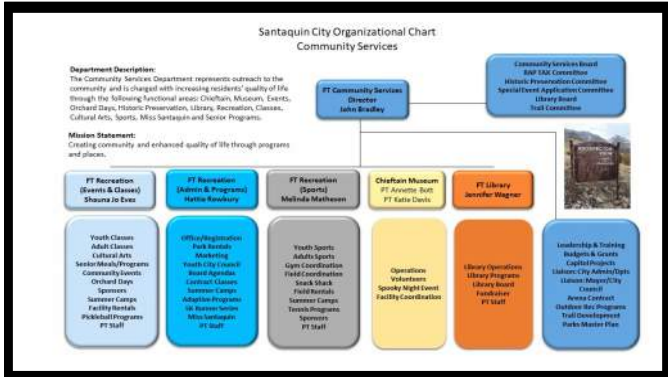 Santaquin City Organizational Chart
Community Services
Department Description:
The Community Services Department represents outreach to the
community and is charged with increasing residents' quality of life
through the following functional areas: Chieftain, Museum, Events,
Orchard Days, Historic Preservation, Library, Recreation, Classes,
Cultural Arts, Sports, Miss Santaquin and Senior Programs.
Mission Statement:
Creating community and enhanced quality of life through programs
and places.
FT Community Services
Director
John Bradley
Community Services Board
RAP TAX Committee
Historic Preservation Committee
Special Event Application Committee
Library Board
Trail Committee
FT Recreation
(Events & Classes)
Shauna Jo Eves
FT Recreation
(Admin & Programs)
Hattie Rowbury
FT Recreation
(Sports)
Melinda Matheson
Chieftain Museum
PT Annette Bott
PT Katie Davis
FT Library
Jennifer Wagner
Youth Classes
Adult Classes
Cultural Arts
Senior Meals/Programs
Community Events
Orchard Days
Sponsors
Summer Camps
Facility Rentals
Pickleball Programs
PT Staff
Office/Registration
Park Rentals
Marketing
Youth City Council
Board Agendas
Contract Classes
Summer Camps
Adaptive Programs
5K Runner Series
Miss Santaquin
PT Staff
Youth Sports
Adults Sports
Gym Coordination
Field Coordination
Snack Shack
Field Rentals
Summer Camps
Tennis Programs
Sponsors
PT Staff
Operations
Volunteers
Spooky Night Event
Facility Coordination
Library Operations
Library Programs
Library Board
Fundraiser
PT Staff
Leadership & Training
Budgets & Grants
Capitol Projects
Liaison: City Admin/Dpts
Liaison: Mayor/City
Council
Arena Contract
Outdoor Rec Programs
Trail Development
Parks Master Plan